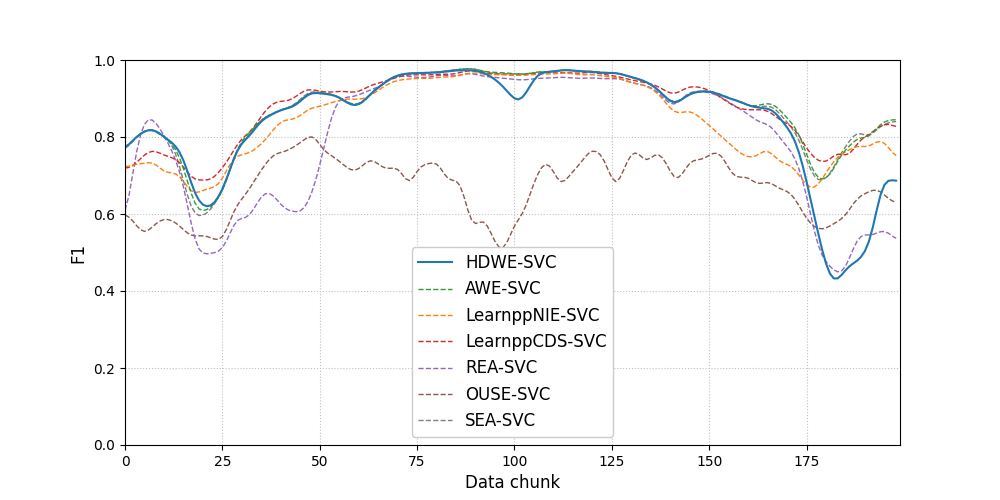 1.0
0.8
0.6
0.4
0.2
0.0
F1
0 25 50 75 100 125 150 175
Data chunk
HDWE-SVC
AWE-SVC
LearnppNIE-SVC
LearnppCDS-SVC
REA-SVC
OUSE-SVC
SEA-SVC